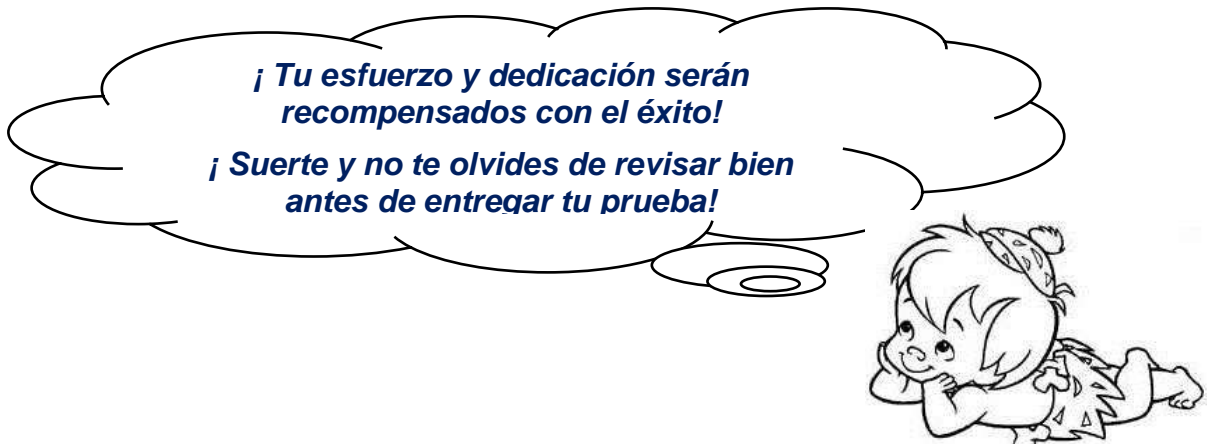 ¡ Tu esfuerzo y dedicación serán
recompensados con el éxito!
¡ Suerte y no te olvides de revisar bien
antes de entregar tu prueba!